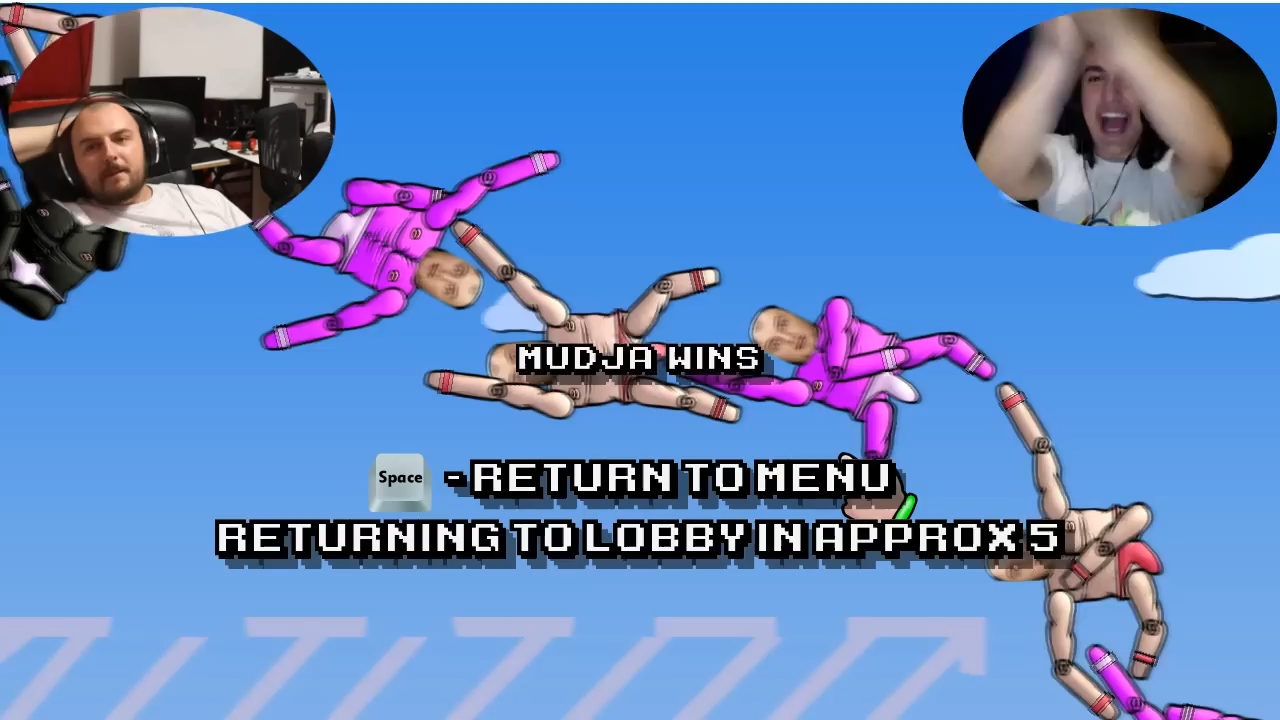 MUDJA WINS
Space - RETURN TO MENU
RETURNING TO LOBBY IN APPROX 5